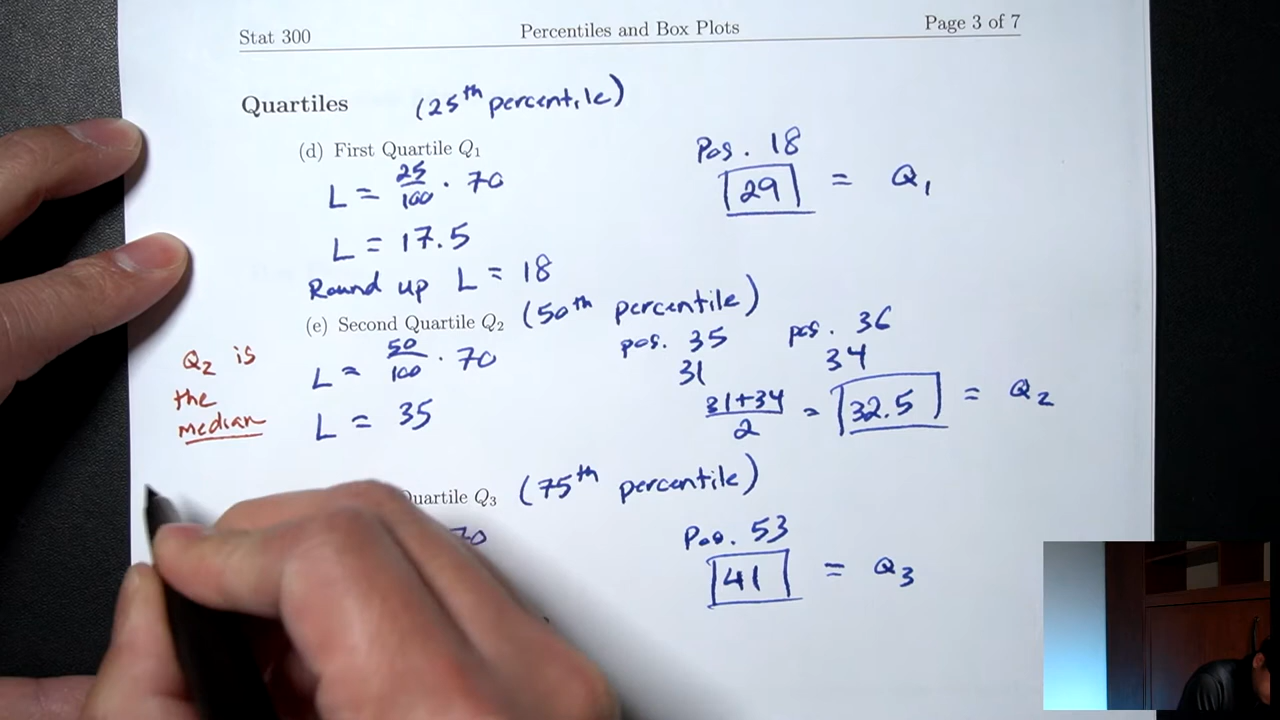 Stat 300 Percentiles and Box Plots Page 3 of 7
Quartiles (25th percentile)
(d) First Quartile Q1
L = 25/100 · 70
L = 17.5
Round up L = 18
Pos. 18
29 = Q1
(e) Second Quartile Q2 (50th percentile)
L = 50/100 · 70
L = 35
pos. 35 pos. 36
31 34
31+34/2 = 32.5 = Q2
Q2 is
the
median
Quartile Q3 (75th percentile)
70
Pos. 53
41 = Q3